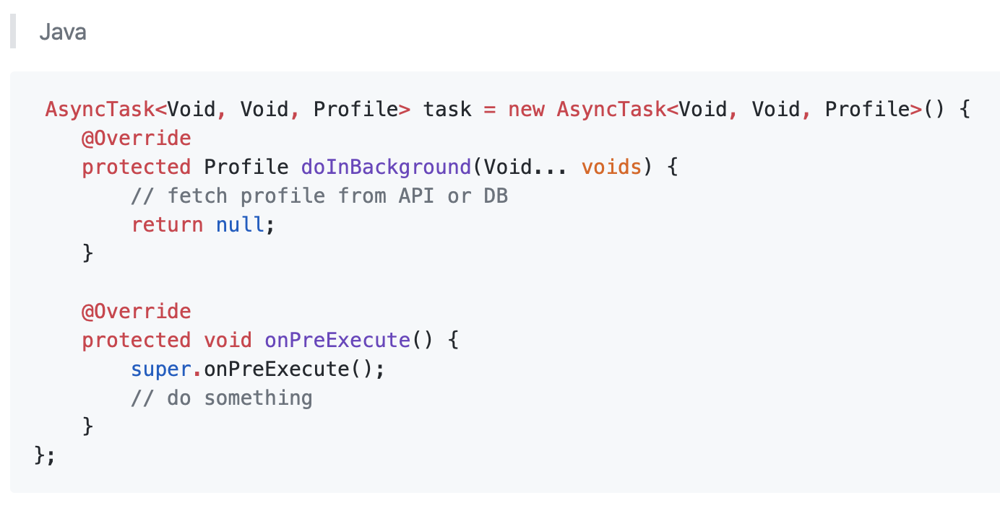 Java
AsyncTask<Void, Void, Profile> task = new AsyncTask<Void, Void, Profile>() {
    @Override
    protected Profile doInBackground(Void... voids) {
        // fetch profile from API or DB
        return null;
    }

    @Override
    protected void onPreExecute() {
        super.onPreExecute();
        // do something
    }
};